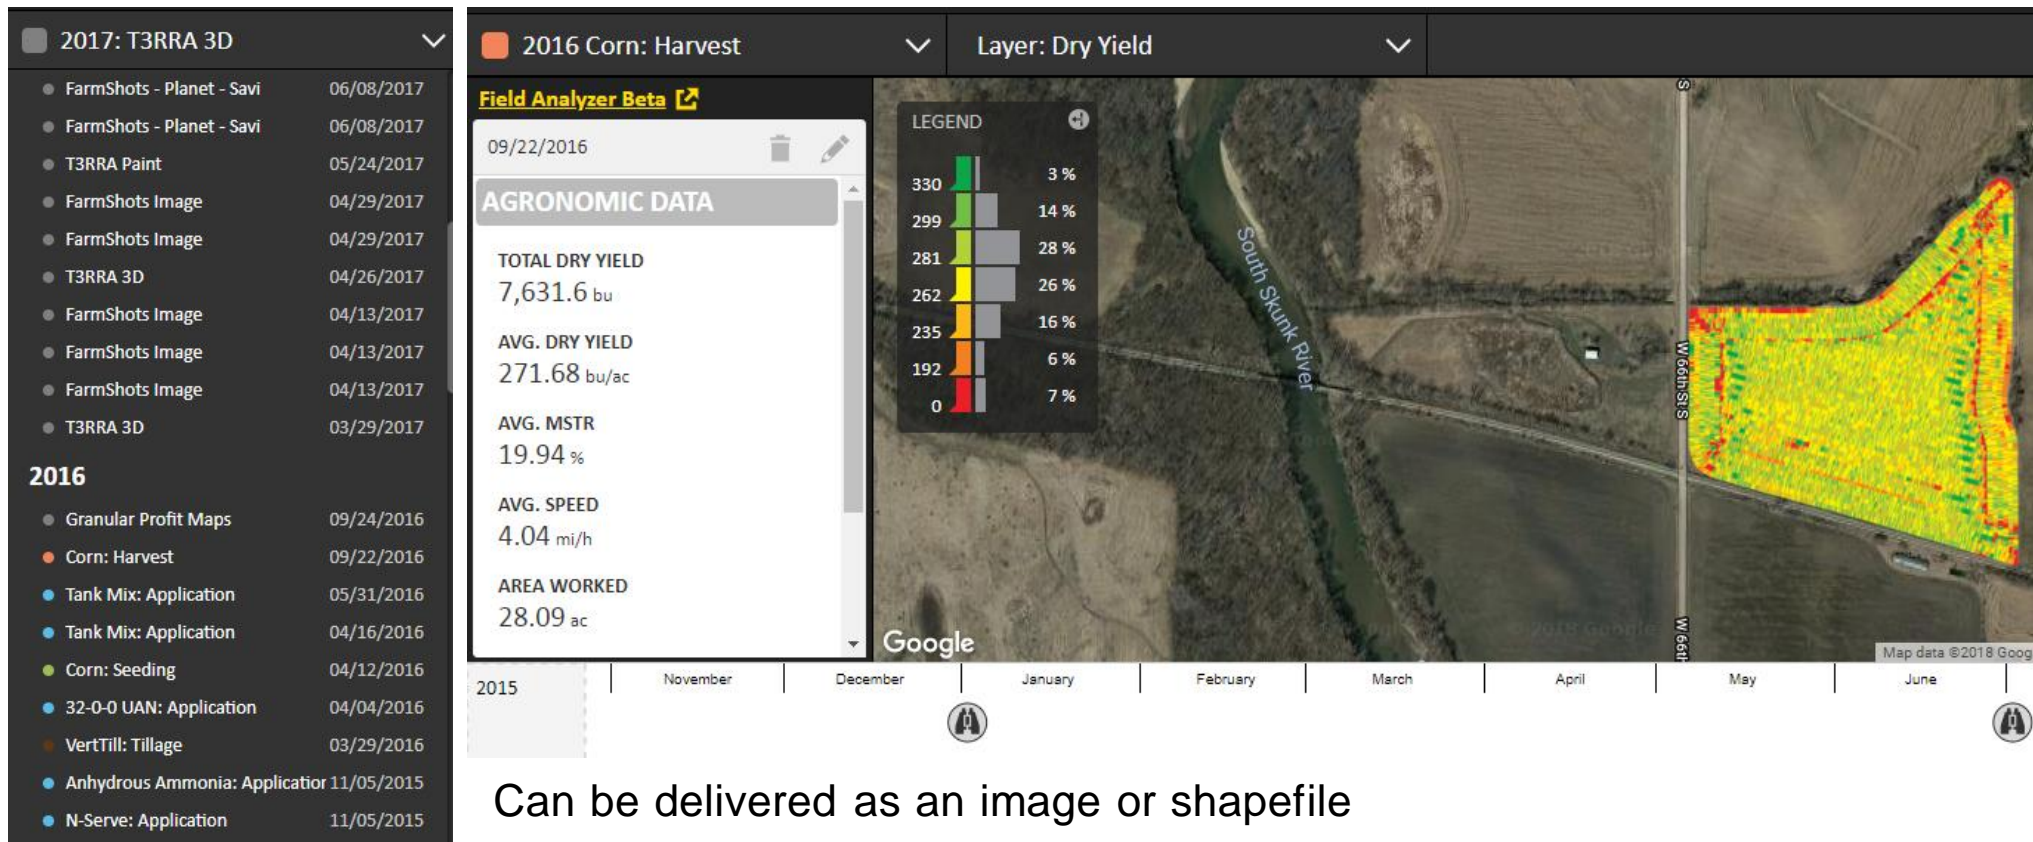 2017: T3RRA 3D
FarmShots - Planet - Savi 06/08/2017
FarmShots - Planet - Savi 06/08/2017
T3RRA Paint 05/24/2017
FarmShots Image 04/29/2017
FarmShots Image 04/29/2017
T3RRA 3D 04/26/2017
FarmShots Image 04/13/2017
FarmShots Image 04/13/2017
FarmShots Image 04/13/2017
T3RRA 3D 03/29/2017
2016
Granular Profit Maps 09/24/2016
Corn: Harvest 09/22/2016
Tank Mix: Application 05/31/2016
Tank Mix: Application 04/16/2016
Corn: Seeding 04/12/2016
32-0-0 UAN: Application 04/04/2016
VertTill: Tillage 03/29/2016
Anhydrous Ammonia: Application 11/05/2015
N-Serve: Application 11/05/2015
2016 Corn: Harvest
Layer: Dry Yield
Field Analyzer Beta
09/22/2016
AGRONOMIC DATA
TOTAL DRY YIELD
7,631.6 bu
AVG. DRY YIELD
271.68 bu/ac
AVG. MSTR
19.94 %
AVG. SPEED
4.04 mi/h
AREA WORKED
28.09 ac
LEGEND
3 %
330
14 %
299
28 %
281
26 %
262
16 %
235
6 %
192
7 %
0
South Skunk River
S
W 66th St S
W 66th
Google
Map data ©2018 Goog
2015 November December January February March April May June
Can be delivered as an image or shapefile